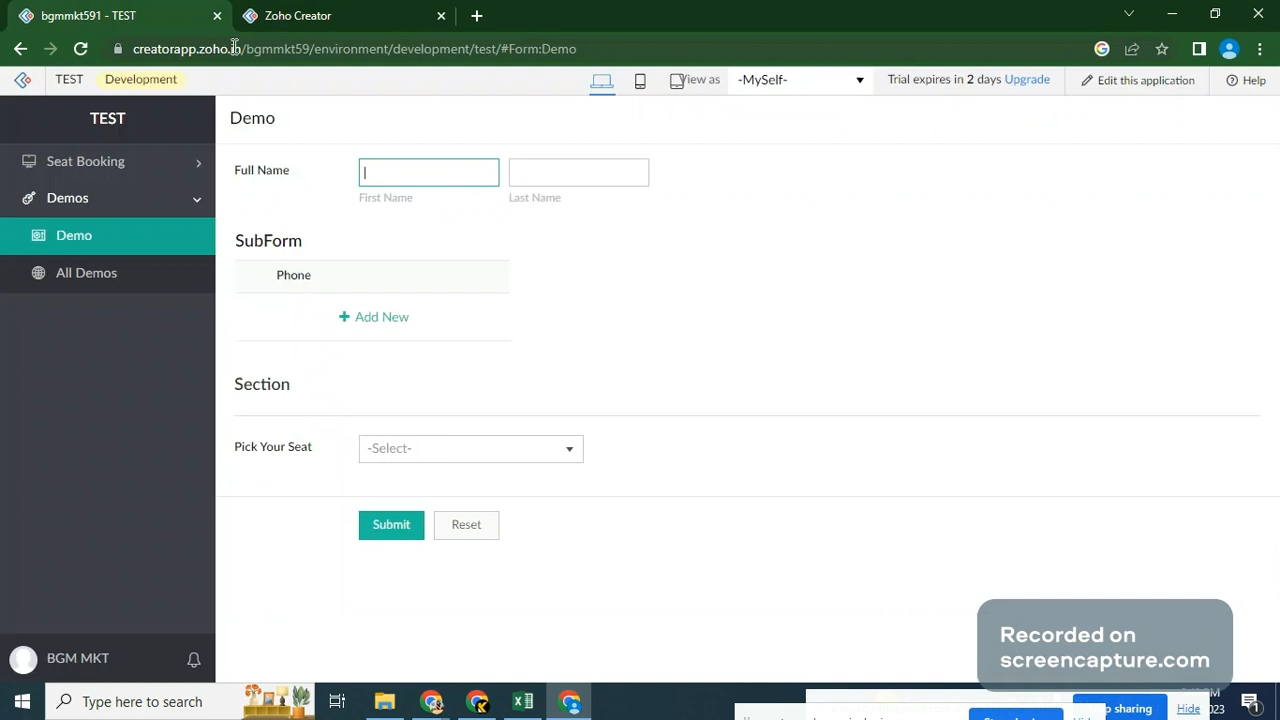 bgmmkt591 - TEST
Zoho Creator
creatorapp.zoho.in/bgmmkt59/environment/development/test/#Form:Demo
TEST
Development
View as
-MySelf-
Trial expires in 2 days Upgrade
Edit this application
Help
TEST
Seat Booking
Demos
Demo
All Demos
BGM MKT
Demo
Full Name
First Name
Last Name
SubForm
Phone
Add New
Section
Pick Your Seat
-Select-
Submit
Reset
Recorded on
screencapture.com
Type here to search
sharing
Hide